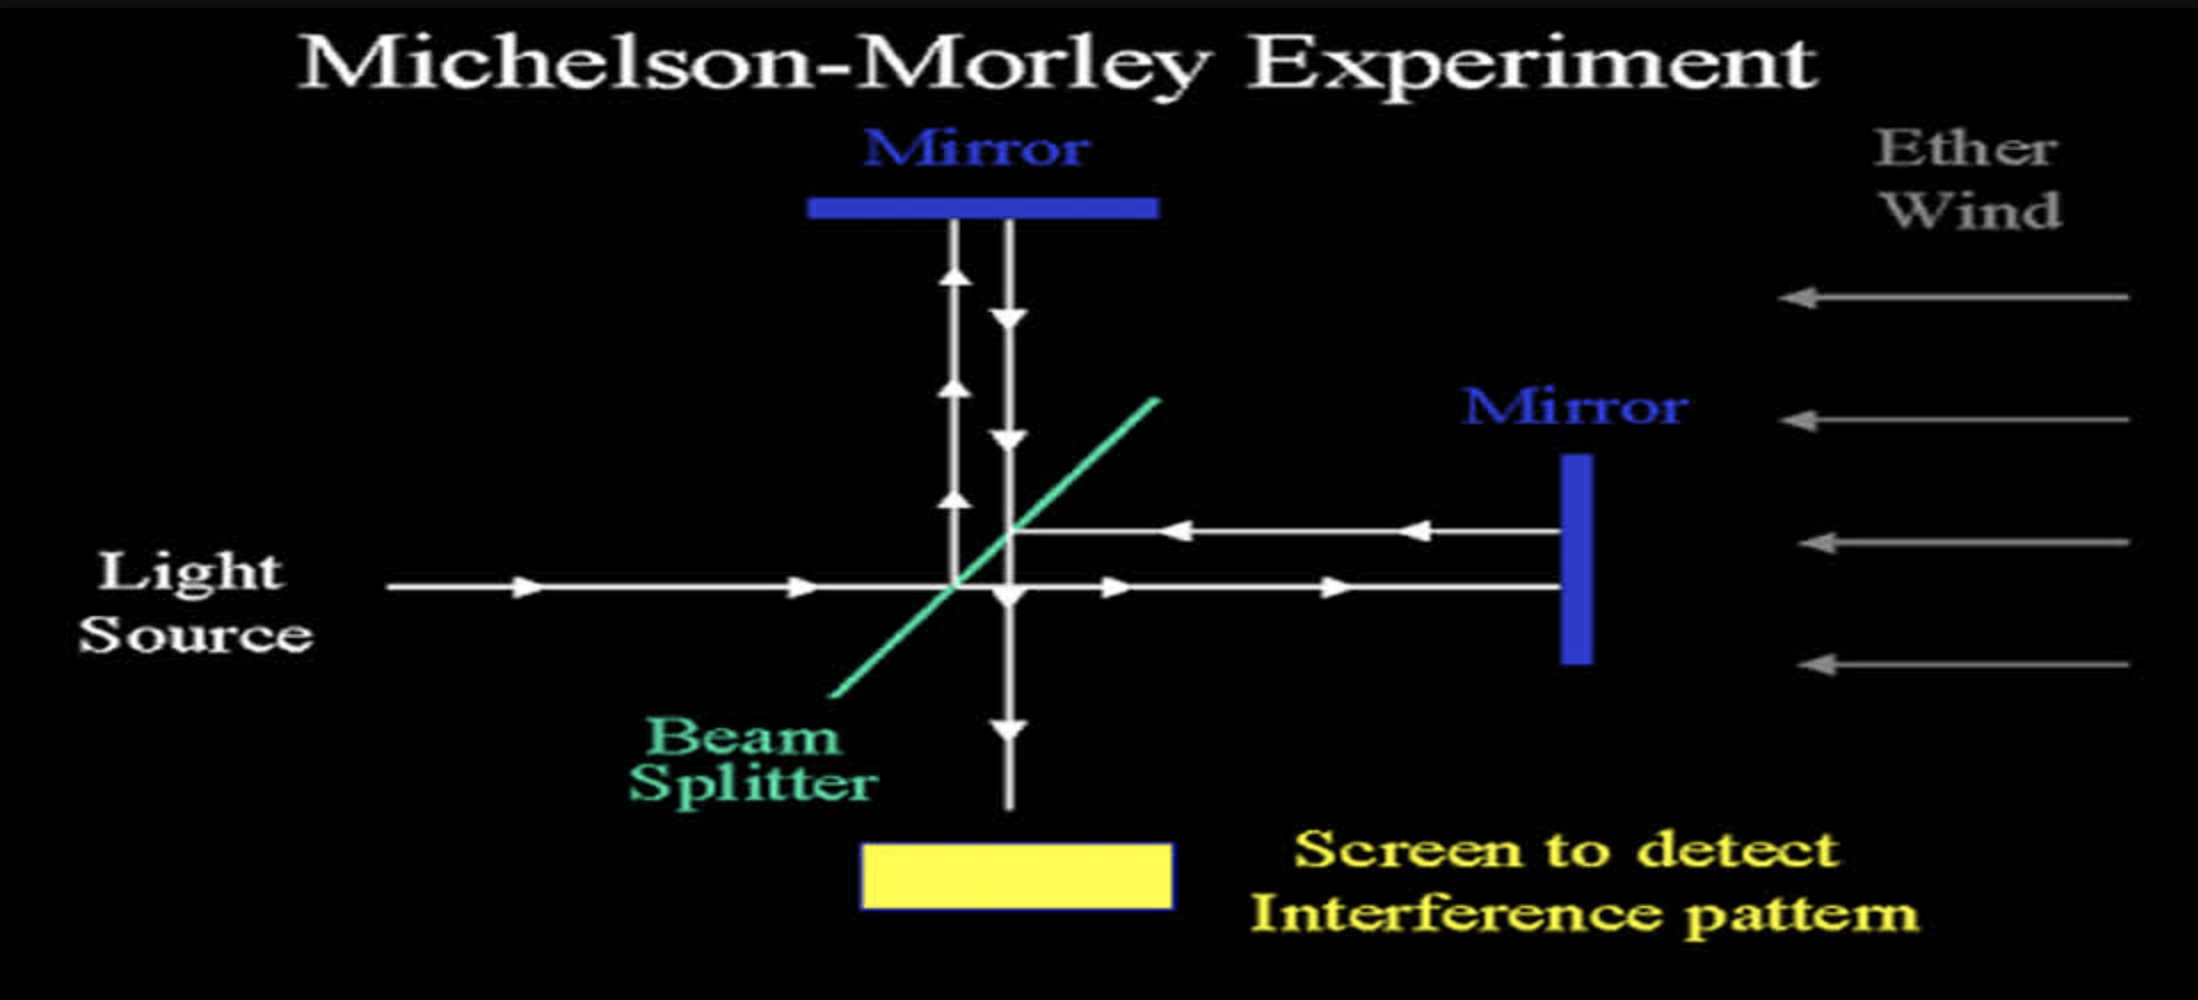 Michelson-Morley Experiment
Mirror
Ether
Wind
Mirror
Light
Source
Beam
Splitter
Screen to detect
Interference pattern